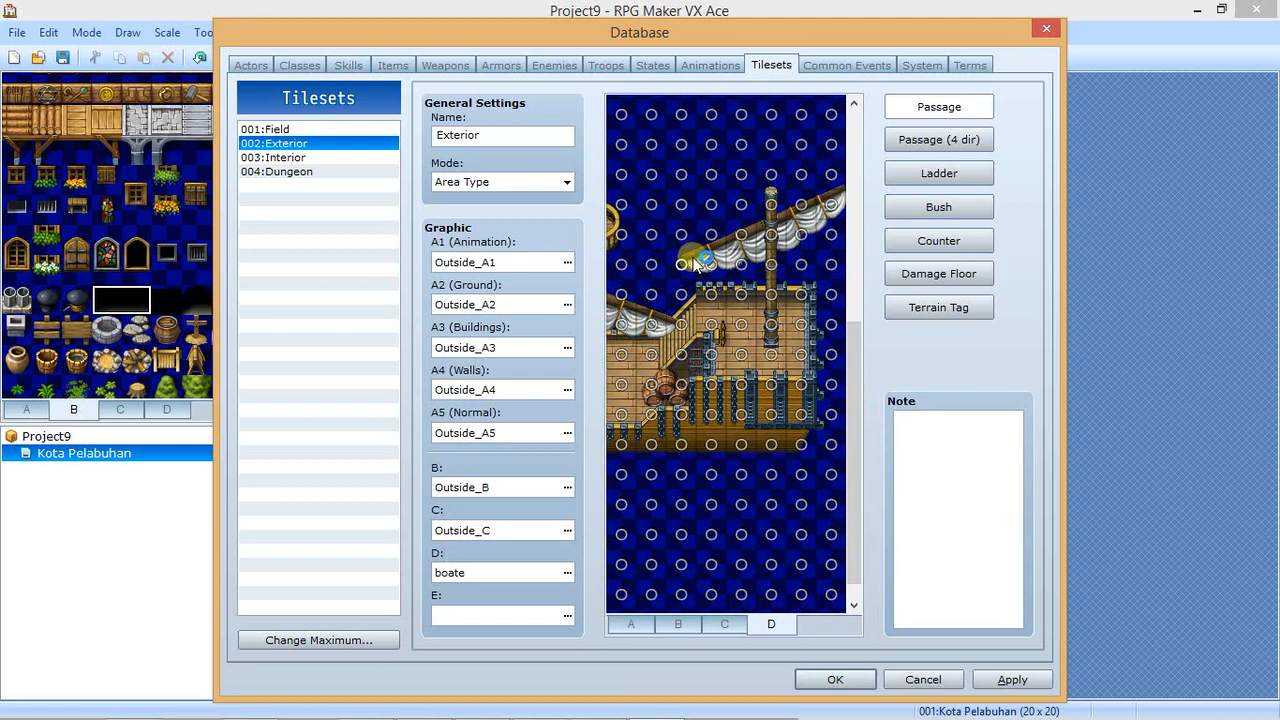 Project9 - RPG Maker VX Ace
File Edit Mode Draw Scale Too
Database
Actors Classes Skills Items Weapons Armors Enemies Troops States Animations Tilesets Common Events System Terms
Tilesets
001:Field
002:Exterior
003:Interior
004:Dungeon
Change Maximum...
General Settings
Name:
Exterior
Mode:
Area Type
Graphic
A1 (Animation):
Outside_A1
A2 (Ground):
Outside_A2
A3 (Buildings):
Outside_A3
A4 (Walls):
Outside_A4
A5 (Normal):
Outside_A5
B:
Outside_B
C:
Outside_C
D:
boate
E:
A B C D
Passage
Passage (4 dir)
Ladder
Bush
Counter
Damage Floor
Terrain Tag
Note
A B C D
Project9
Kota Pelabuhan
OK Cancel Apply
001:Kota Pelabuhan (20 x 20)